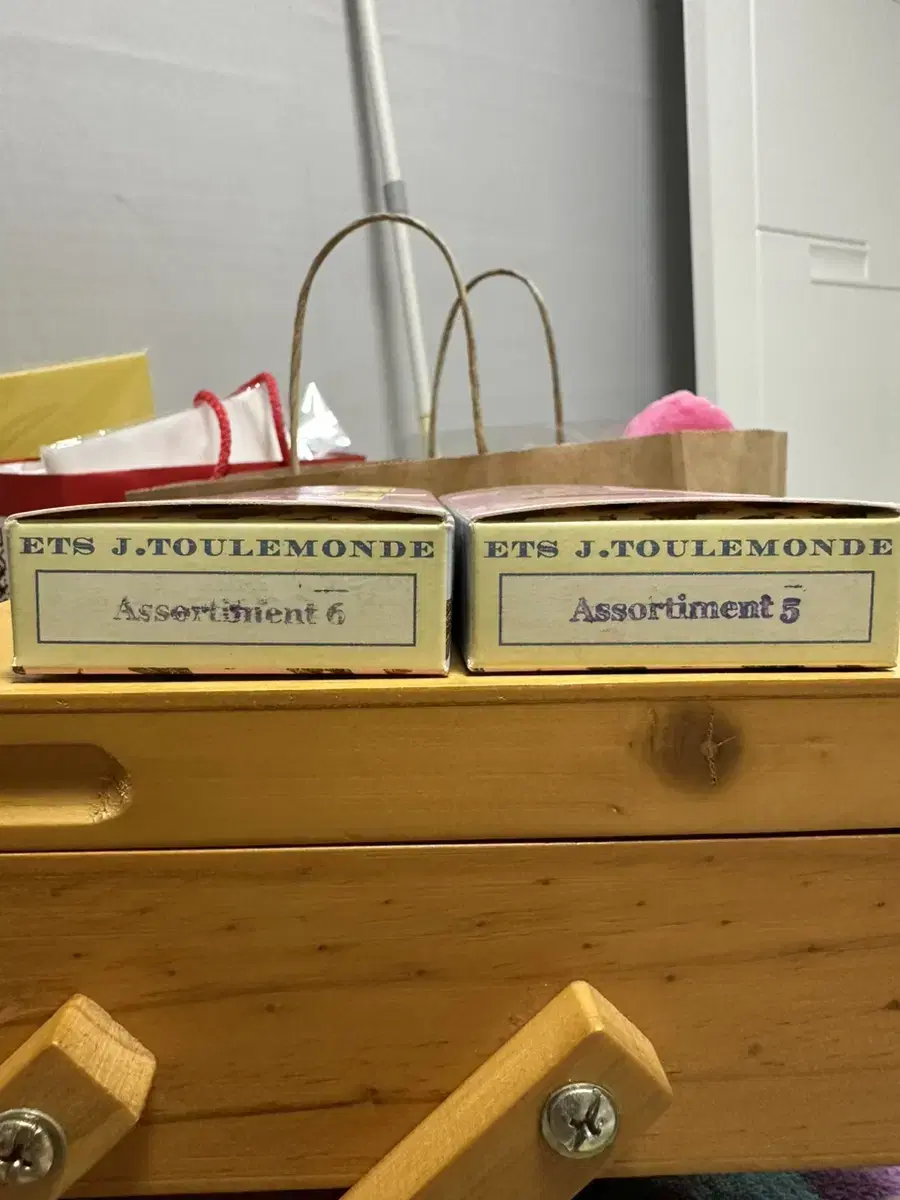 ETS J.TOULEMONDE
Assortiment 6
ETS J.TOULEMONDE
Assortiment 5